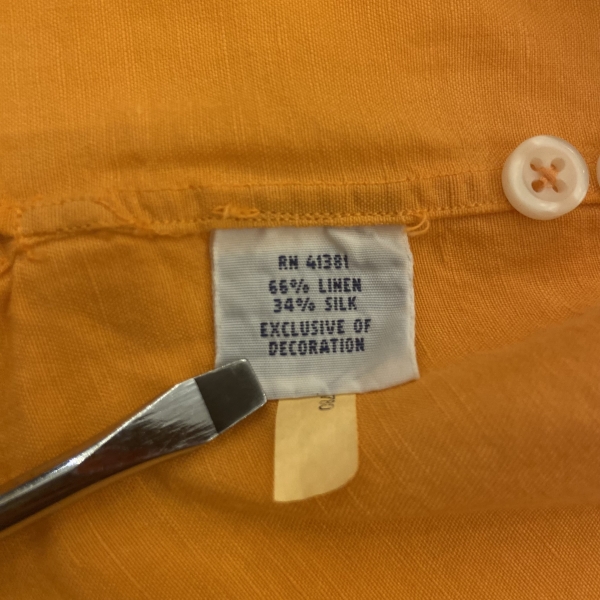 RN 41381
66% LINEN
34% SILK
EXCLUSIVE OF
DECORATION